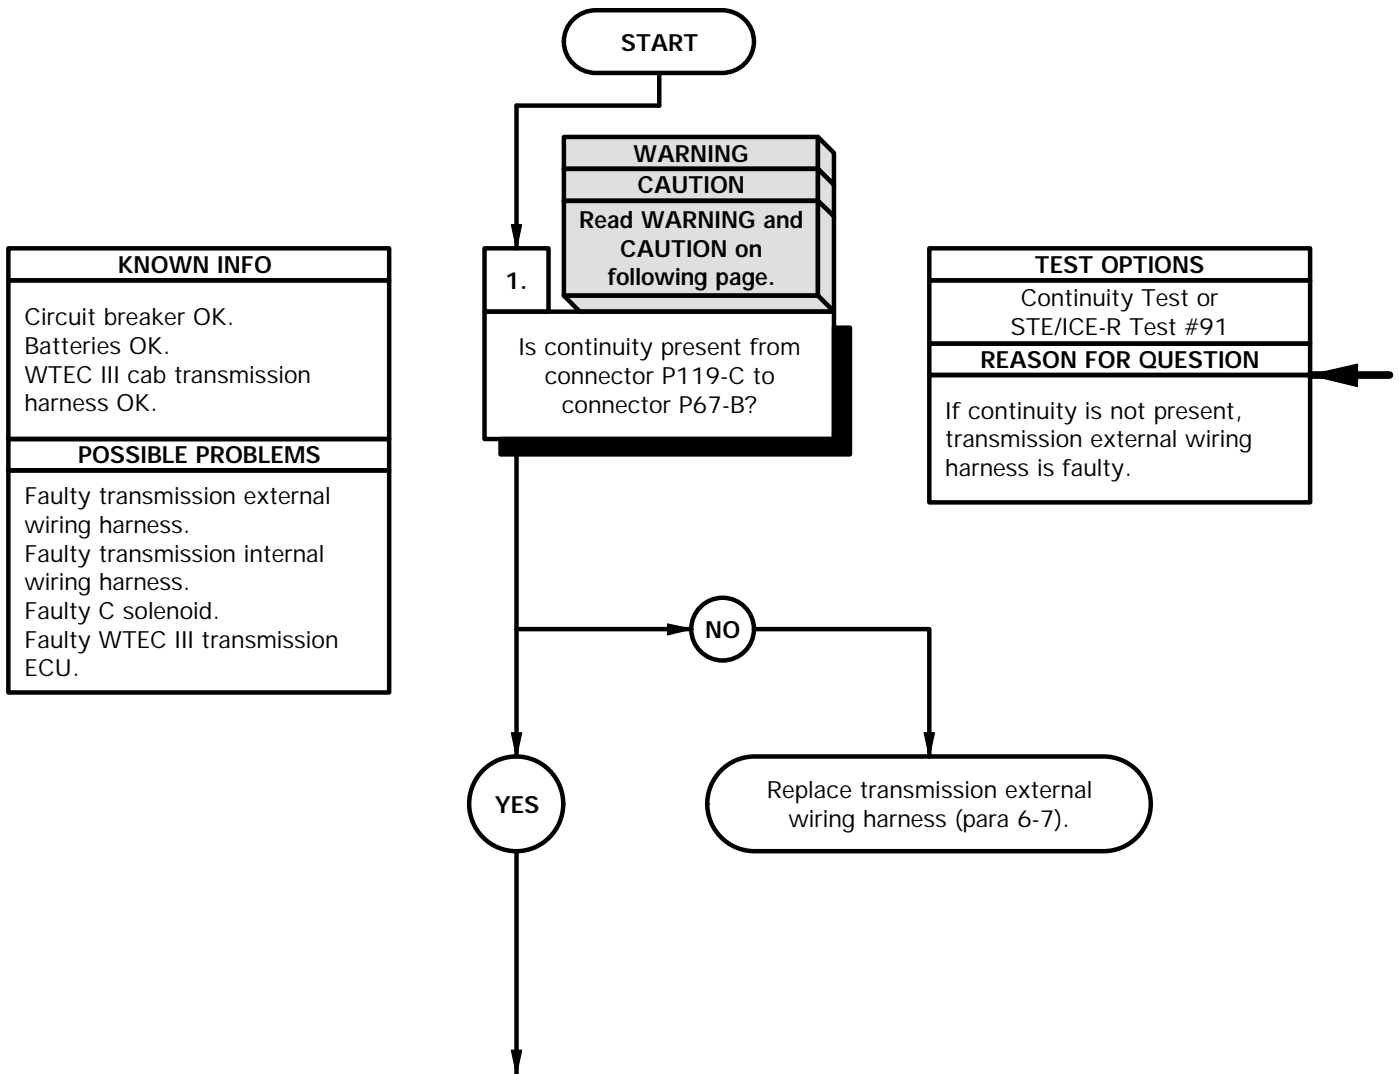 START
WARNING
CAUTION
Read WARNING and
CAUTION on
following page.
1.
Is continuity present from
connector P119-C to
connector P67-B?
KNOWN INFO
Circuit breaker OK.
Batteries OK.
WTEC III cab transmission
harness OK.
POSSIBLE PROBLEMS
Faulty transmission external
wiring harness.
Faulty transmission internal
wiring harness.
Faulty C solenoid.
Faulty WTEC III transmission
ECU.
TEST OPTIONS
Continuity Test or
STE/ICE-R Test #91
REASON FOR QUESTION
If continuity is not present,
transmission external wiring
harness is faulty.
NO
YES
Replace transmission external
wiring harness (para 6-7).